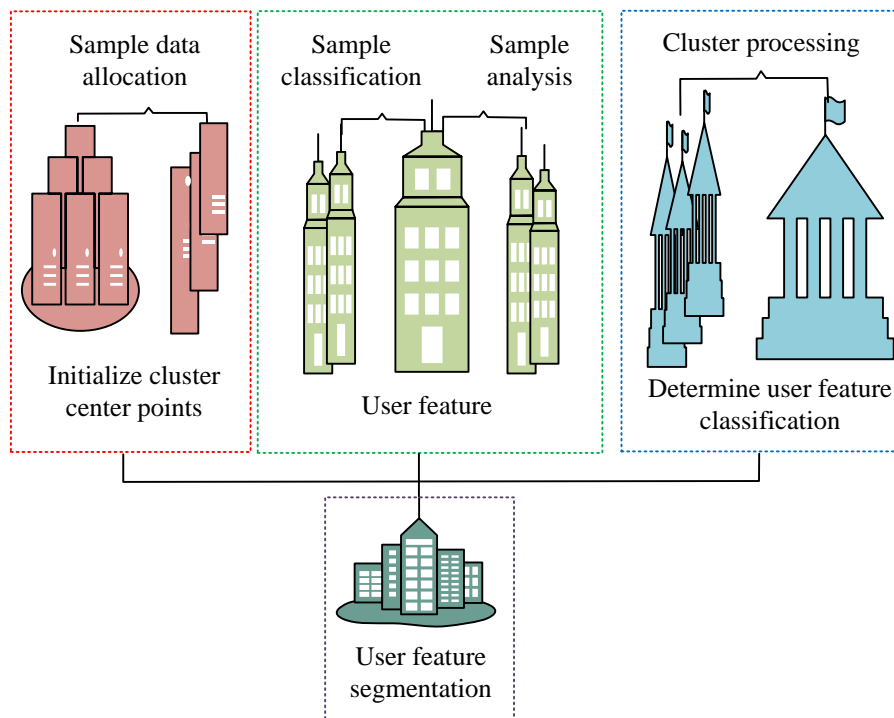 Sample data
allocation
Initialize cluster
center points
Sample
classification
Sample
analysis
User feature
Cluster processing
Determine user feature
classification
User feature
segmentation